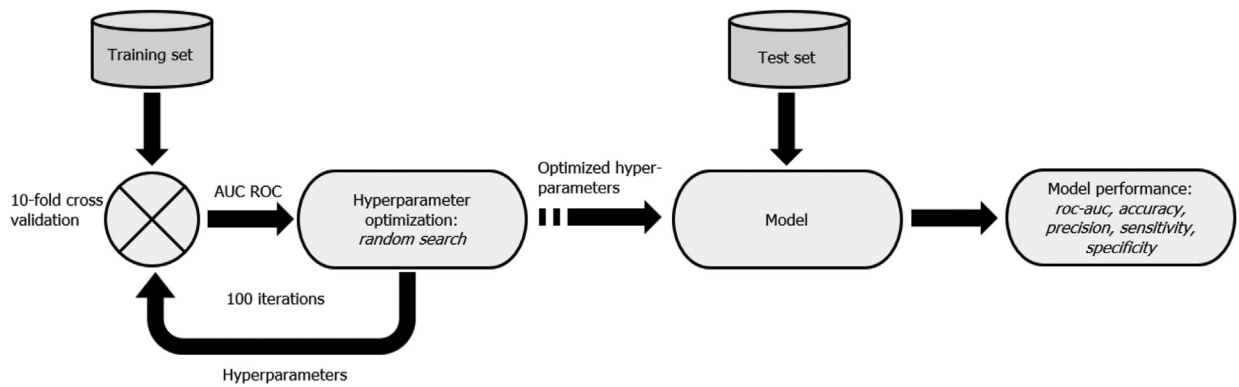 Training set
Test set
10-fold cross
validation
AUC ROC
Hyperparameter
optimization:
random search
Optimized hyper-
parameters
Model
Model performance:
roc-auc, accuracy,
precision, sensitivity,
specificity
100 iterations
Hyperparameters